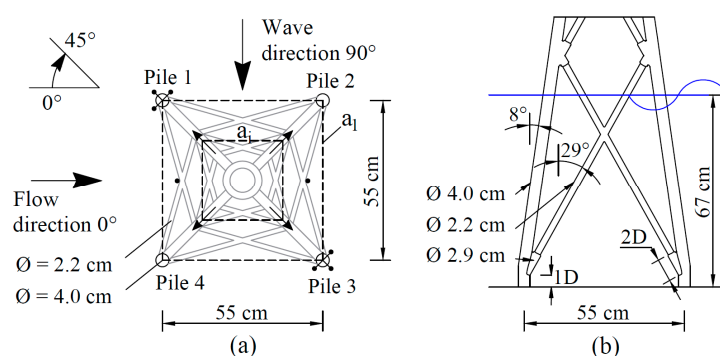 45°
0°
Wave
direction 90°
Pile 1
Pile 2
a_i
a_l
55 cm
Flow
direction 0°
Ø = 2.2 cm
Ø = 4.0 cm
Pile 4
Pile 3
55 cm
(a)
8°
29°
Ø 4.0 cm
Ø 2.2 cm
Ø 2.9 cm
2D
1D
67 cm
55 cm
(b)